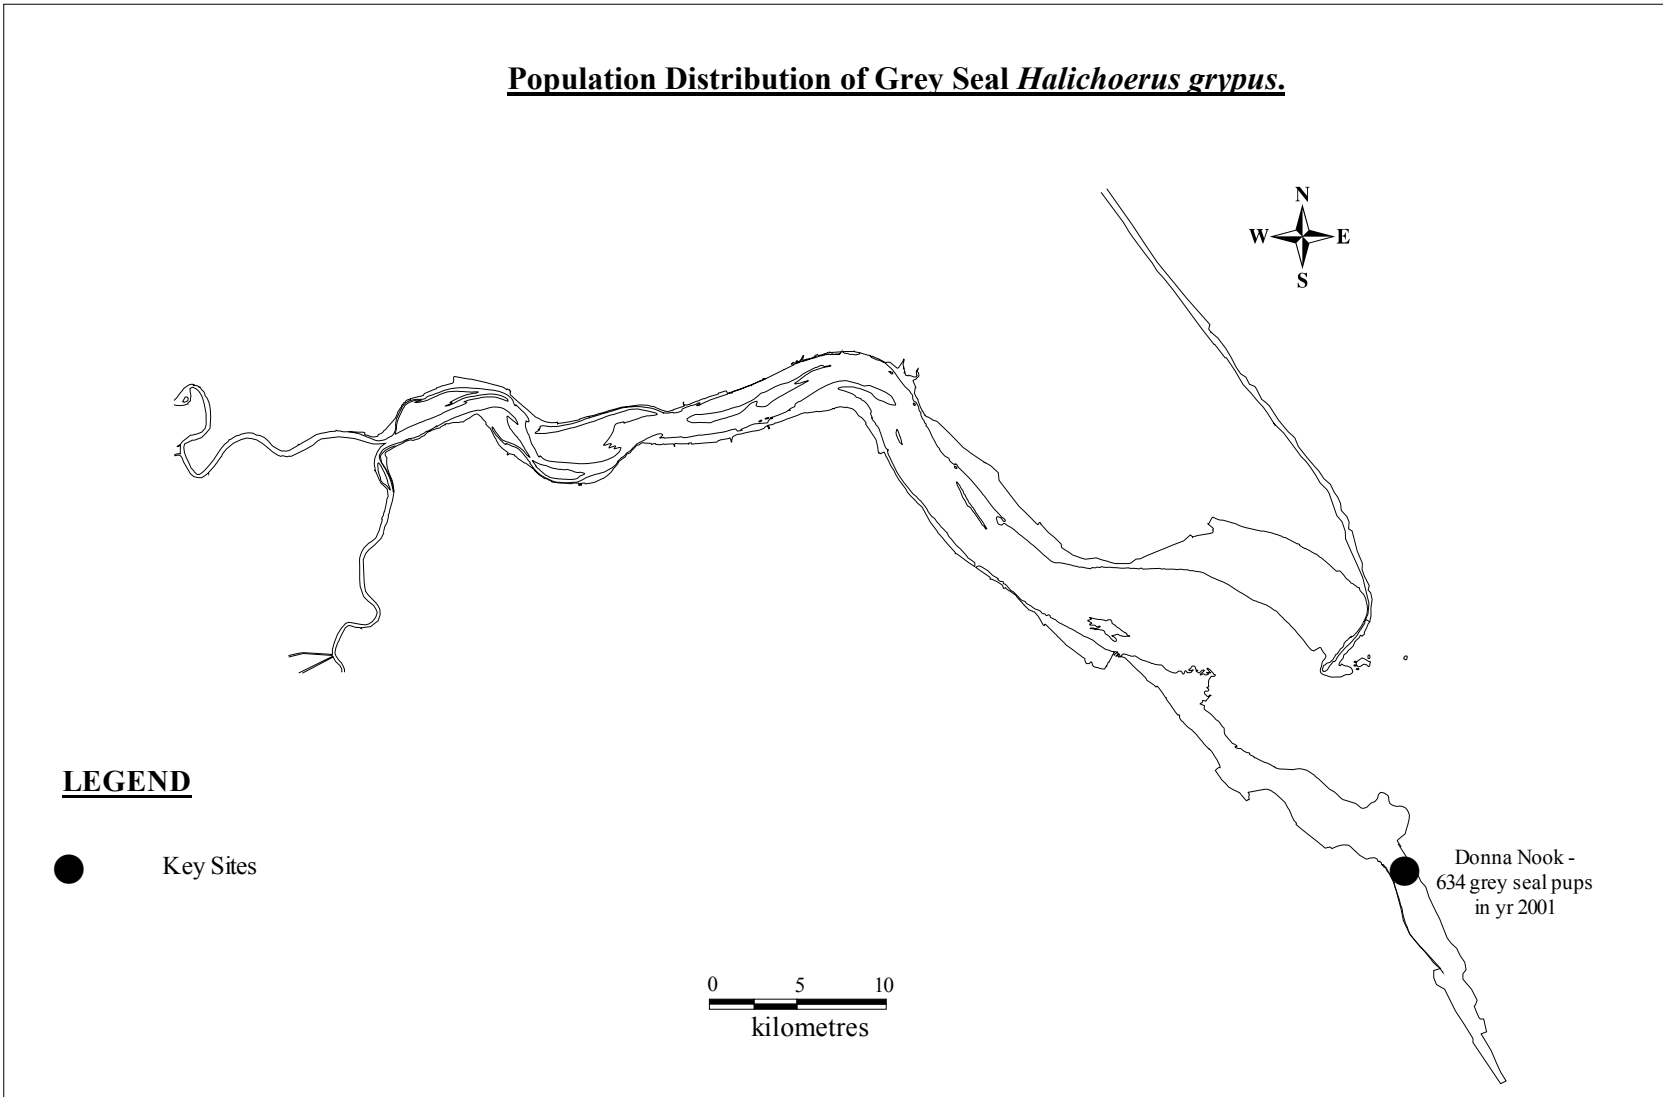 Population Distribution of Grey Seal Halichoerus grypus.
N
W E
S
LEGEND
Key Sites
Donna Nook -
634 grey seal pups
in yr 2001
0 5 10
kilometres